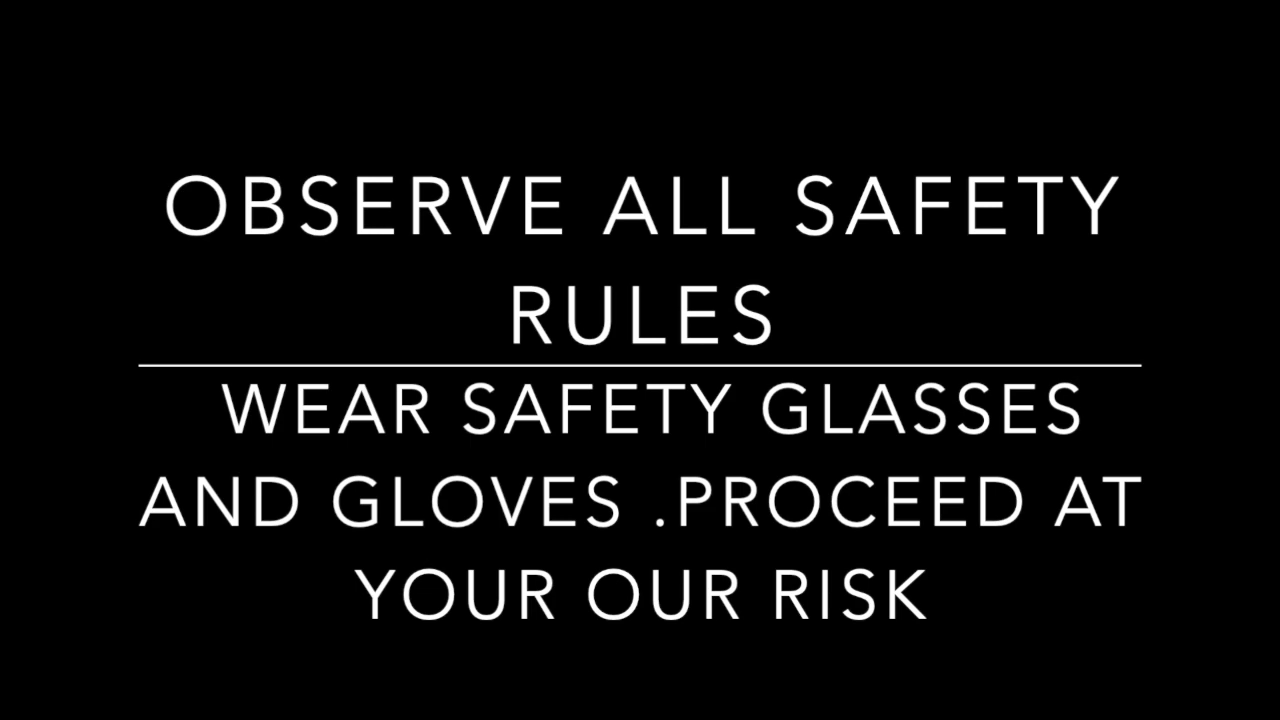 OBSERVE ALL SAFETY
RULES
WEAR SAFETY GLASSES
AND GLOVES .PROCEED AT
YOUR OUR RISK